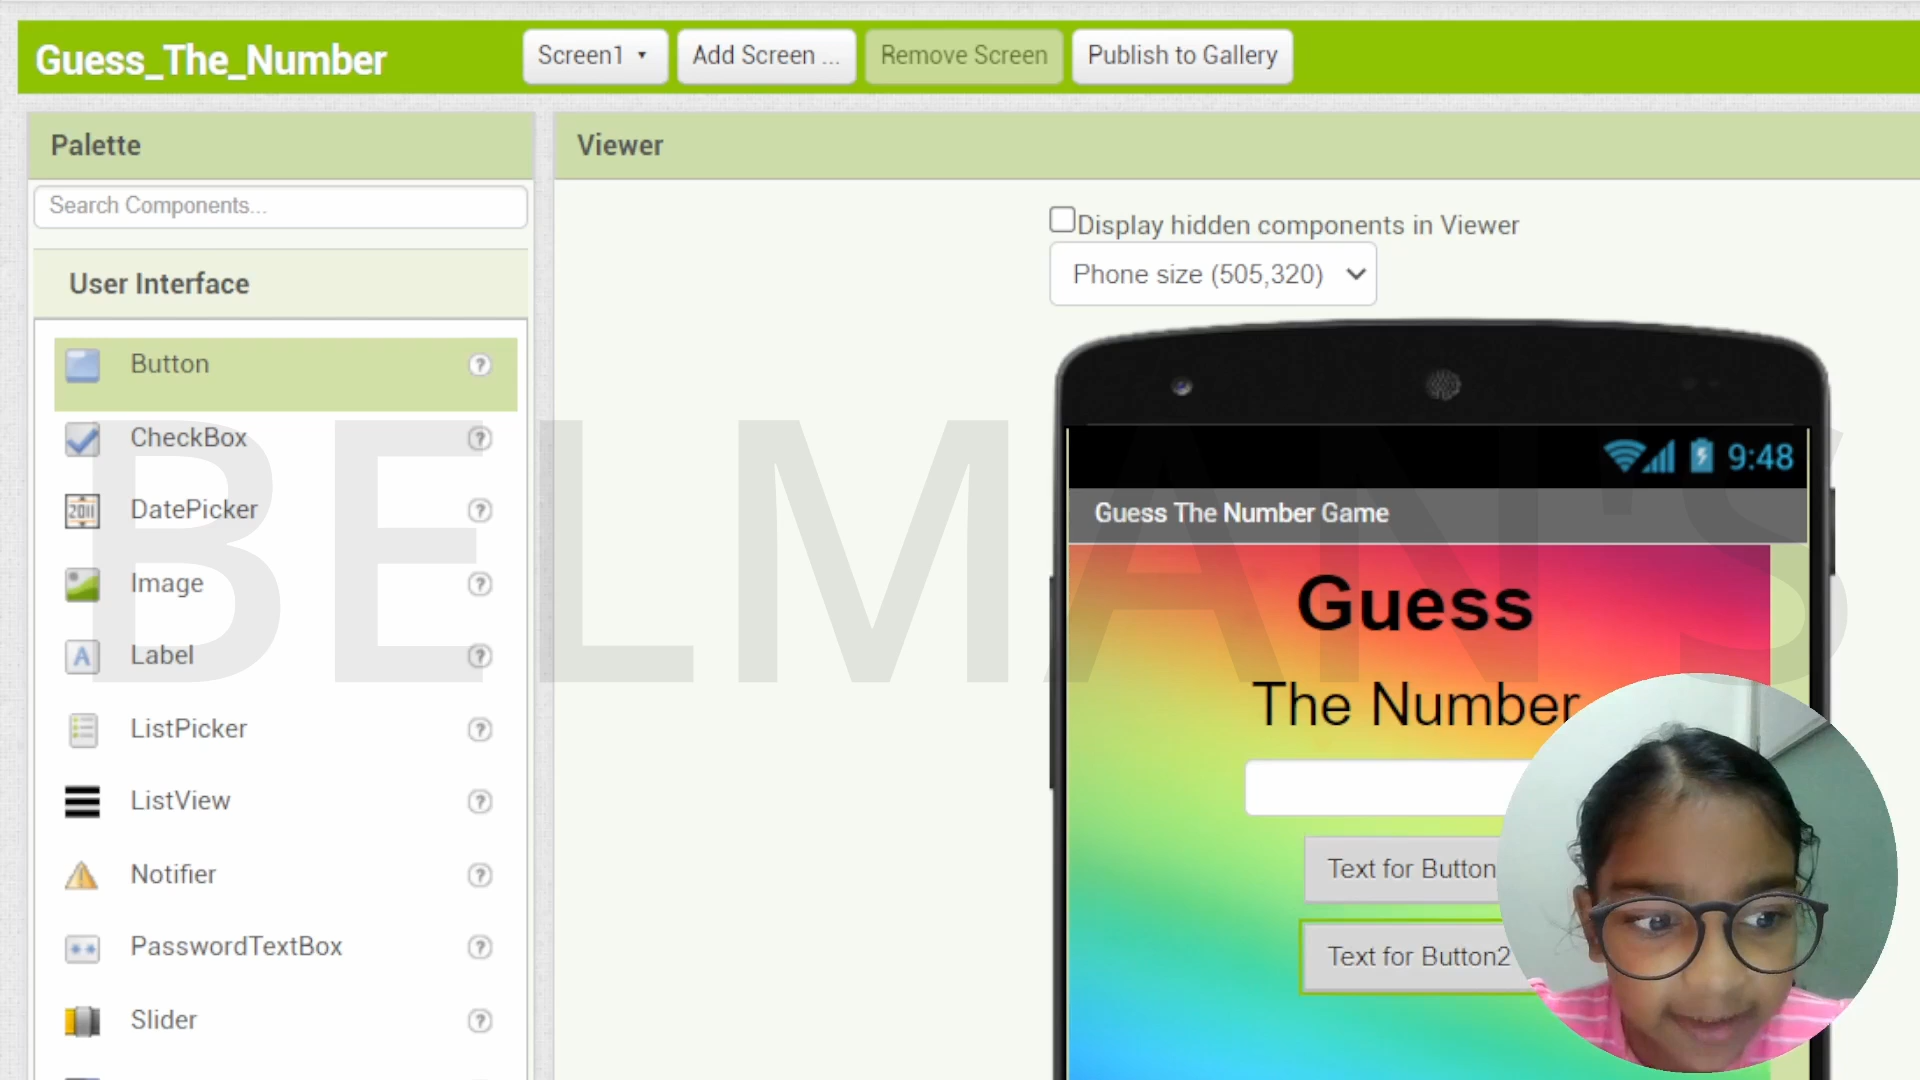 Guess_The_Number
Screen1
Add Screen ...
Remove Screen
Publish to Gallery
Palette
Viewer
Search Components...
Display hidden components in Viewer
Phone size (505,320)
User Interface
Button
?
CheckBox
?
DatePicker
?
2011
Image
?
Label
?
A
ListPicker
?
ListView
?
Notifier
?
PasswordTextBox
?
Slider
?
9:48
Guess The Number Game
Guess
The Number
Text for Button
Text for Button2
BELMAN'S